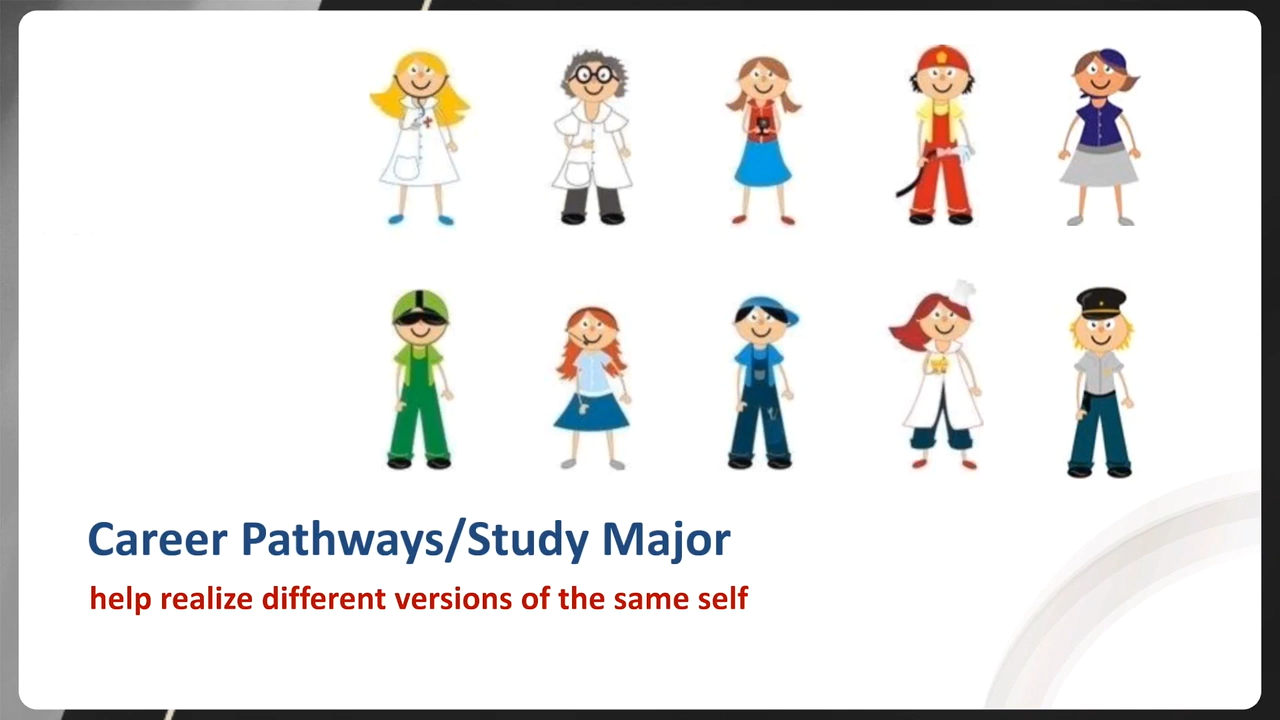 Career Pathways/Study Major
help realize different versions of the same self